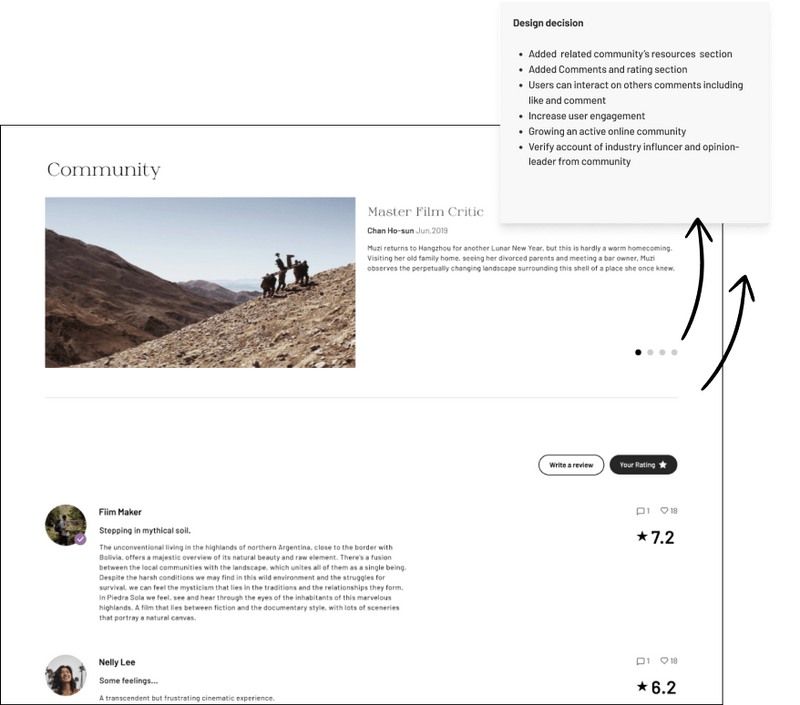 Design decision
Added related community's resources section
Added Comments and rating section
Users can interact on others comments including
like and comment
Increase user engagement
Growing an active online community
Verify account of industry influncer and opinion-
leader from community
Community
Master Film Critic
Chan Ho-sun Jun,2019
Muzi returns to Hangzhou for another Lunar New Year, but this is hardly a warm homecoming.
Visiting her old family home, seeing her divorced parents and meeting a bar owner, Muzi
observes the perpetually changing landscape surrounding this shell of a place she once knew.
Write a review
Your Rating
Fiim Maker
1 18
Stepping in mythical soil.
7.2
The unconventional living in the highlands of northern Argentina, close to the border with
Bolivia, offers a majestic overview of its natural beauty and raw element. There's a fusion
between the local communities with the landscape, which unites all of them as a single being.
Despite the harsh conditions we may find in this wild environment and the struggles for
survival, we can feel the mysticism that lies in the traditions and the relationships they form.
In Piedra Sola we feel, see and hear through the eyes of the inhabitants of this marvelous
highlands. A film that lies between fiction and the documentary style, with lots of sceneries
that portray a natural canvas.
Nelly Lee
1 18
Some feelings...
6.2
A transcendent but frustrating cinematic experience.